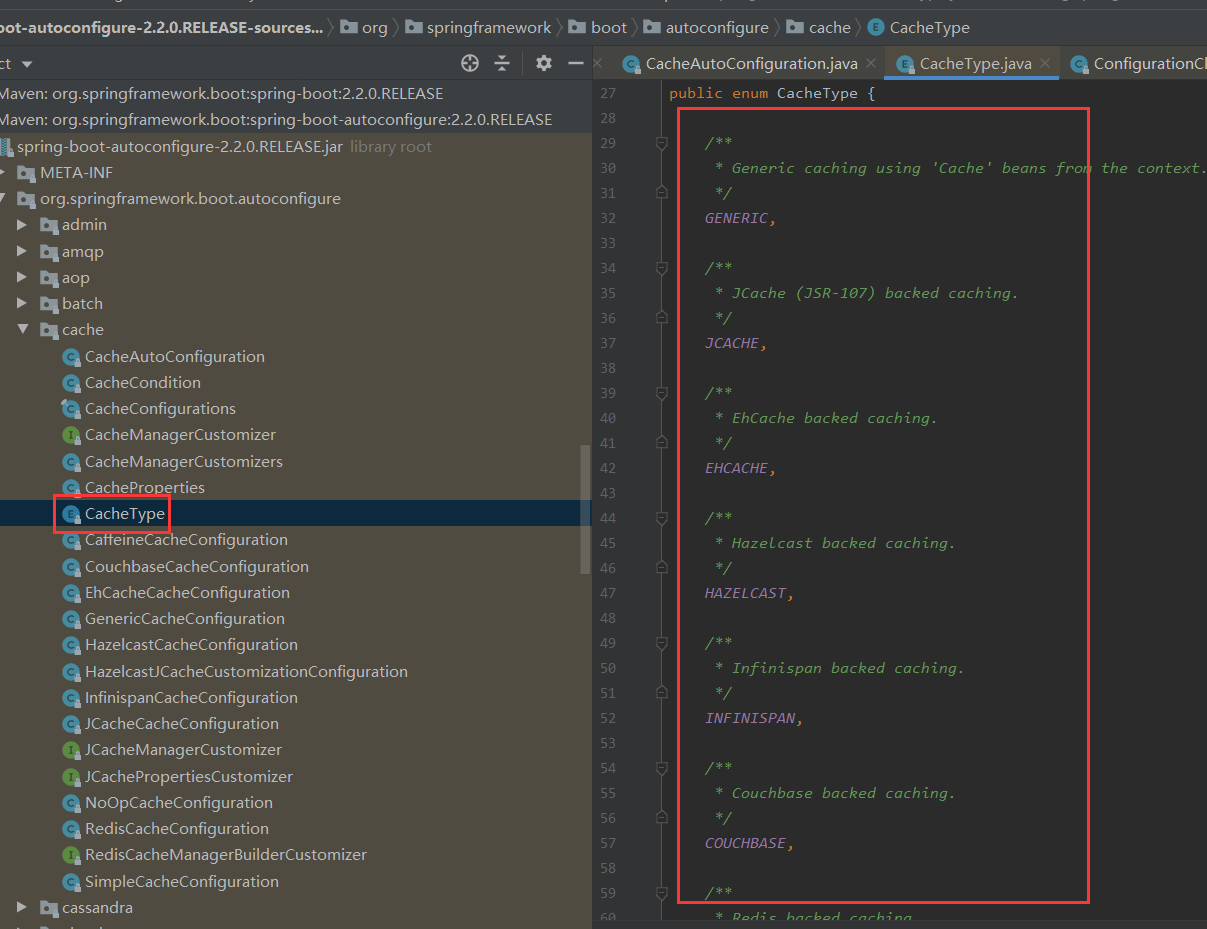 oot-autoconfigure-2.2.0.RELEASE-sources... org springframework boot autoconfigure cache CacheType
ct
CacheAutoConfiguration.java CacheType.java ConfigurationCl
Maven: org.springframework.boot:spring-boot:2.2.0.RELEASE
Maven: org.springframework.boot:spring-boot-autoconfigure:2.2.0.RELEASE
spring-boot-autoconfigure-2.2.0.RELEASE.jar library root
META-INF
org.springframework.boot.autoconfigure
admin
amqp
aop
batch
cache
CacheAutoConfiguration
CacheCondition
CacheConfigurations
CacheManagerCustomizer
CacheManagerCustomizers
CacheProperties
CacheType
CaffeineCacheConfiguration
CouchbaseCacheConfiguration
EhCacheCacheConfiguration
GenericCacheConfiguration
HazelcastCacheConfiguration
HazelcastJCacheCustomizationConfiguration
InfinispanCacheConfiguration
JCacheCacheConfiguration
JCacheManagerCustomizer
JCachePropertiesCustomizer
NoOpCacheConfiguration
RedisCacheConfiguration
RedisCacheManagerBuilderCustomizer
SimpleCacheConfiguration
cassandra
27 public enum CacheType {
28
29 /**
30 * Generic caching using 'Cache' beans from the context.
31 */
32 GENERIC,
33
34 /**
35 * JCache (JSR-107) backed caching.
36 */
37 JCACHE,
38
39 /**
40 * EhCache backed caching.
41 */
42 EHCACHE,
43
44 /**
45 * Hazelcast backed caching.
46 */
47 HAZELCAST,
48
49 /**
50 * Infinispan backed caching.
51 */
52 INFINISPAN,
53
54 /**
55 * Couchbase backed caching.
56 */
57 COUCHBASE,
58
59 /**
60 * Redis backed caching